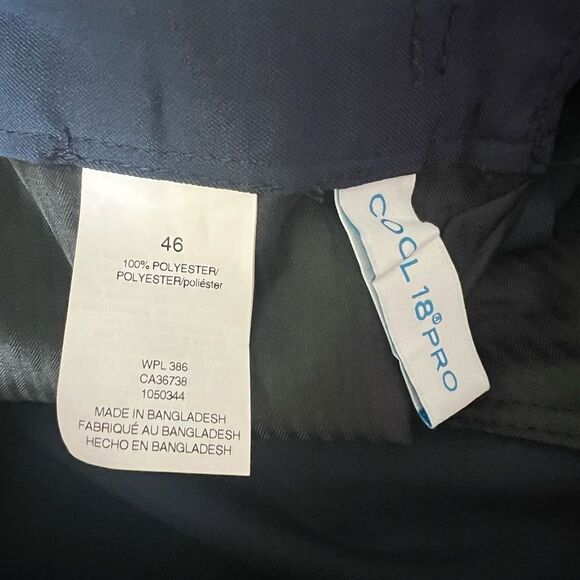 46
100% POLYESTER/
POLYESTER/poliéster
WPL 386
CA36738
1050344
MADE IN BANGLADESH
FABRIQUÉ AU BANGLADESH
HECHO EN BANGLADESH
COOL 18® PRO